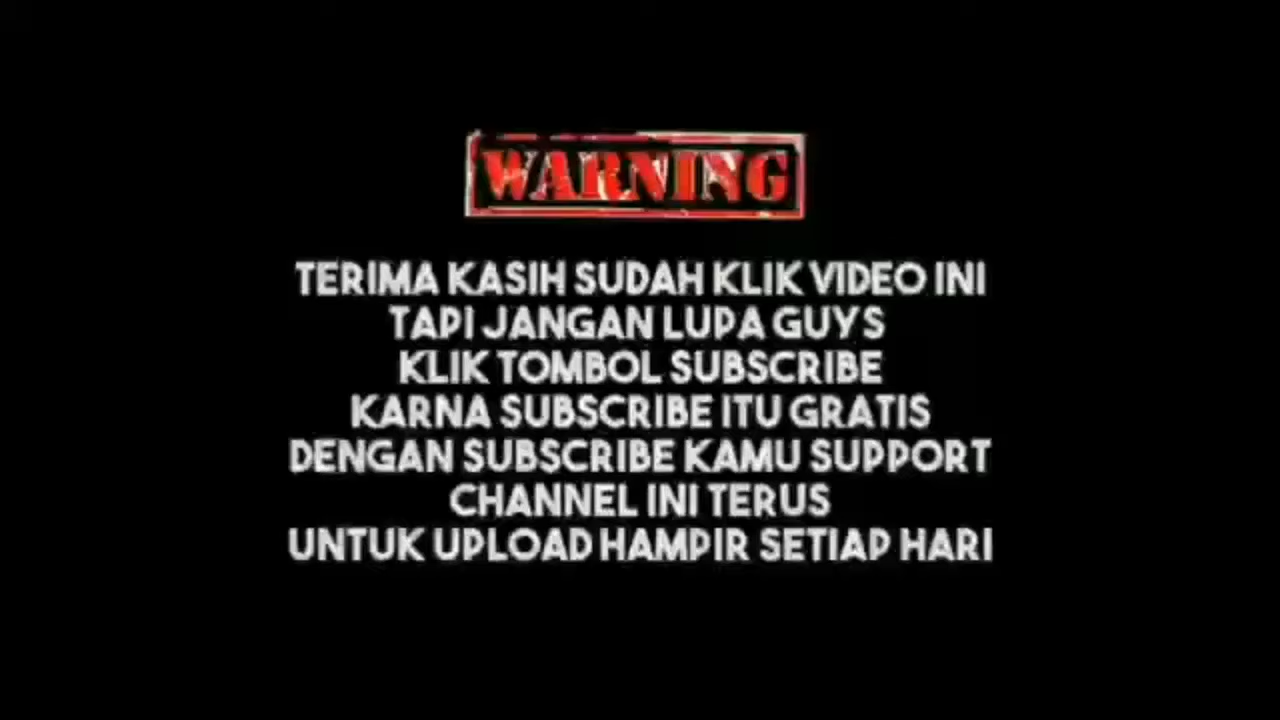 WARNING
TERIMA KASIH SUDAH KLIK VIDEO INI
TAPI JANGAN LUPA GUYS
KLIK TOMBOL SUBSCRIBE
KARNA SUBSCRIBE ITU GRATIS
DENGAN SUBSCRIBE KAMU SUPPORT
CHANNEL INI TERUS
UNTUK UPLOAD HAMPIR SETIAP HARI